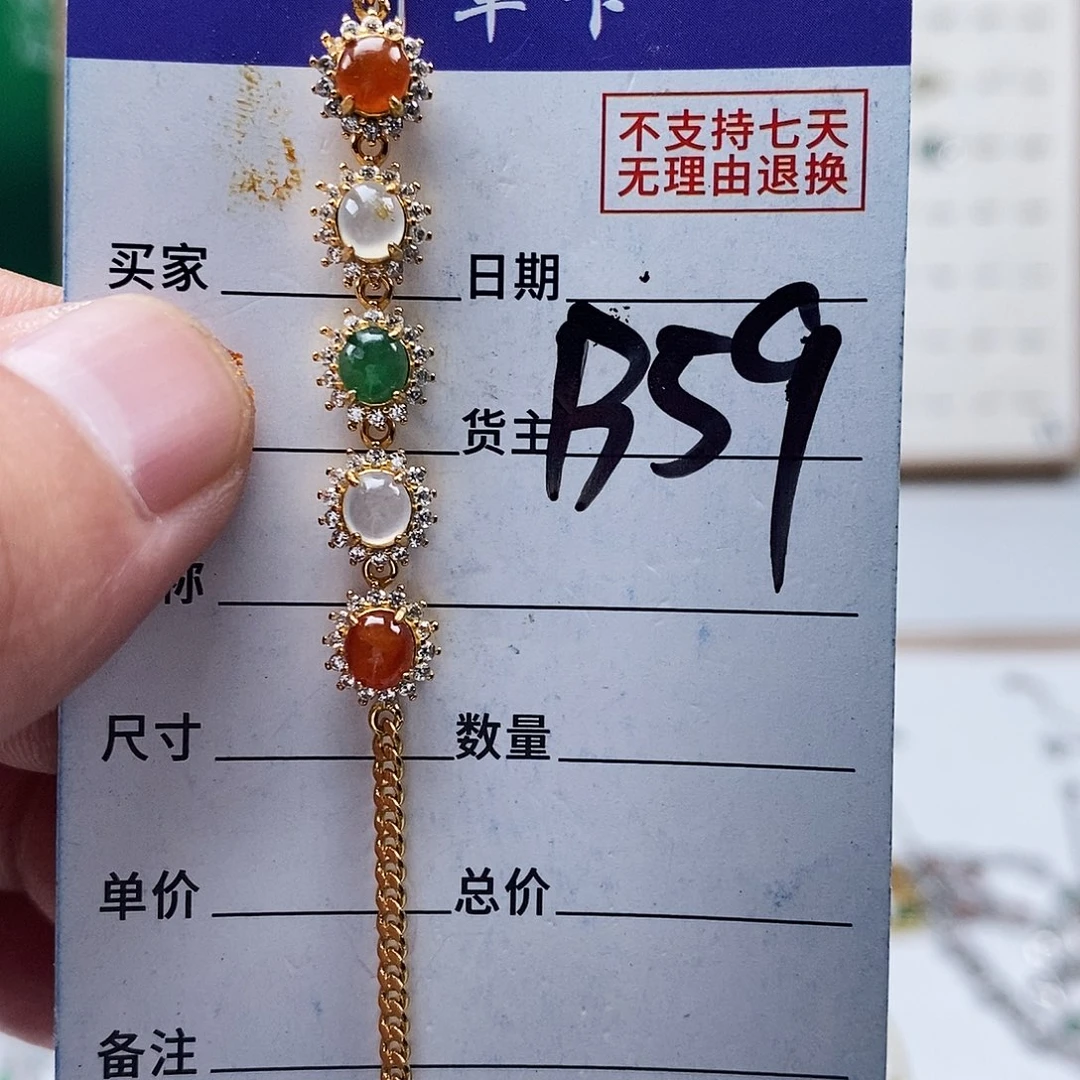 不支持七天
无理由退换
买家 日期
货主
B59
称
尺寸 数量
单价 总价
备注